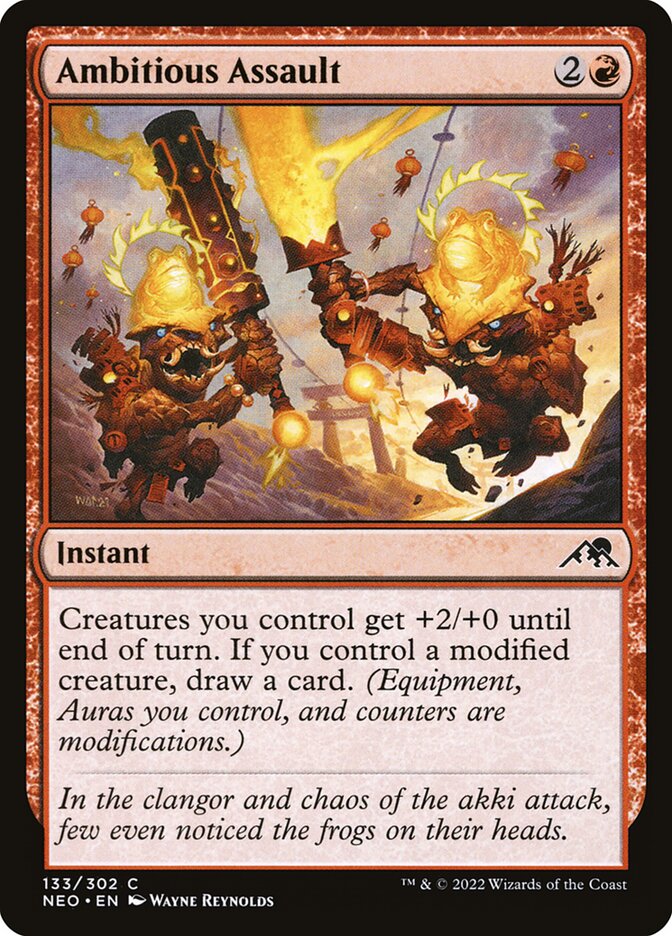 Ambitious Assault 2
WAR21
Instant
Creatures you control get +2/+0 until
end of turn. If you control a modified
creature, draw a card. (Equipment,
Auras you control, and counters are
modifications.)
In the clangor and chaos of the akki attack,
few even noticed the frogs on their heads.
133/302 C
™ & © 2022 Wizards of the Coast
NEO • EN Wayne Reynolds